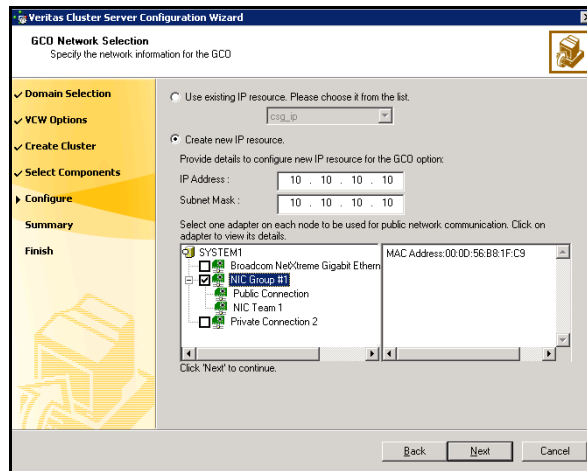 Veritas Cluster Server Configuration Wizard
GCO Network Selection
Specify the network information for the GCO
Domain Selection
VCW Options
Create Cluster
Select Components
Configure
Summary
Finish
Use existing IP resource. Please choose it from the list.
csg_ip
Create new IP resource.
Provide details to configure new IP resource for the GCO option:
IP Address : 10 . 10 . 10 . 10
Subnet Mask : 10 . 10 . 10 . 10
Select one adapter on each node to be used for public network communication. Click on
adapter to view its details.
SYSTEM1
Broadcom NetXtreme Gigabit Ethern
NIC Group #1
Public Connection
NIC Team 1
Private Connection 2
MAC Address:00:0D:56:B8:1F:C9
Click 'Next' to continue.
Back Next Cancel